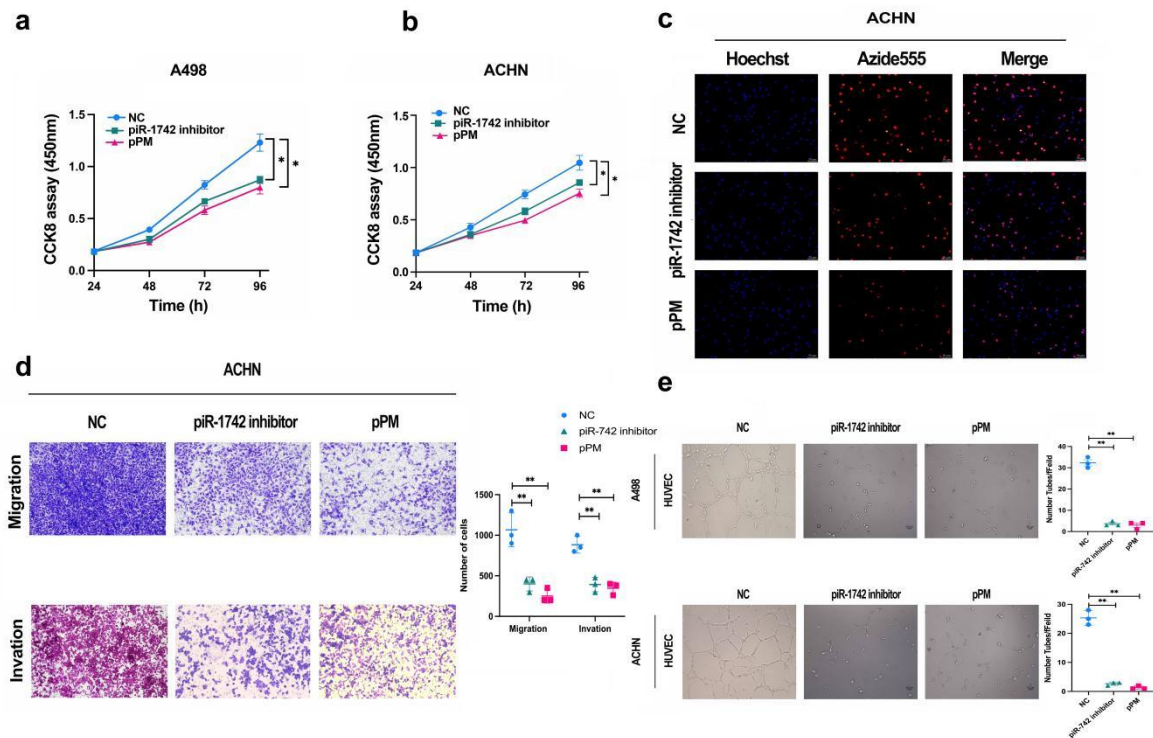 a
A498
CCK8 assay (450nm)
1.5
1.0
0.5
0.0
NC
piR-1742 inhibitor
pPM
* *
24 48 72 96
Time (h)
b
ACHN
CCK8 assay (450nm)
1.5
1.0
0.5
0.0
NC
piR-1742 inhibitor
pPM
* *
24 48 72 96
Time (h)
c
ACHN
Hoechst Azide555 Merge
NC
piR-1742 inhibitor
pPM
d
ACHN
NC piR-1742 inhibitor pPM
Migration
Invation
NC
piR-742 inhibitor
pPM
Number of cells
1500
1000
500
0
**
**
**
**
Migration Invation
e
NC piR-1742 inhibitor pPM
A498
HUVEC
Number Tubes/fFeild
40
30
20
10
0
**
**
NC
piR-742 inhibitor
pPM
NC piR-1742 inhibitor pPM
ACHN
HUVEC
Number Tubes/fFeild
30
20
10
0
**
**
NC
piR-742 inhibitor
pPM